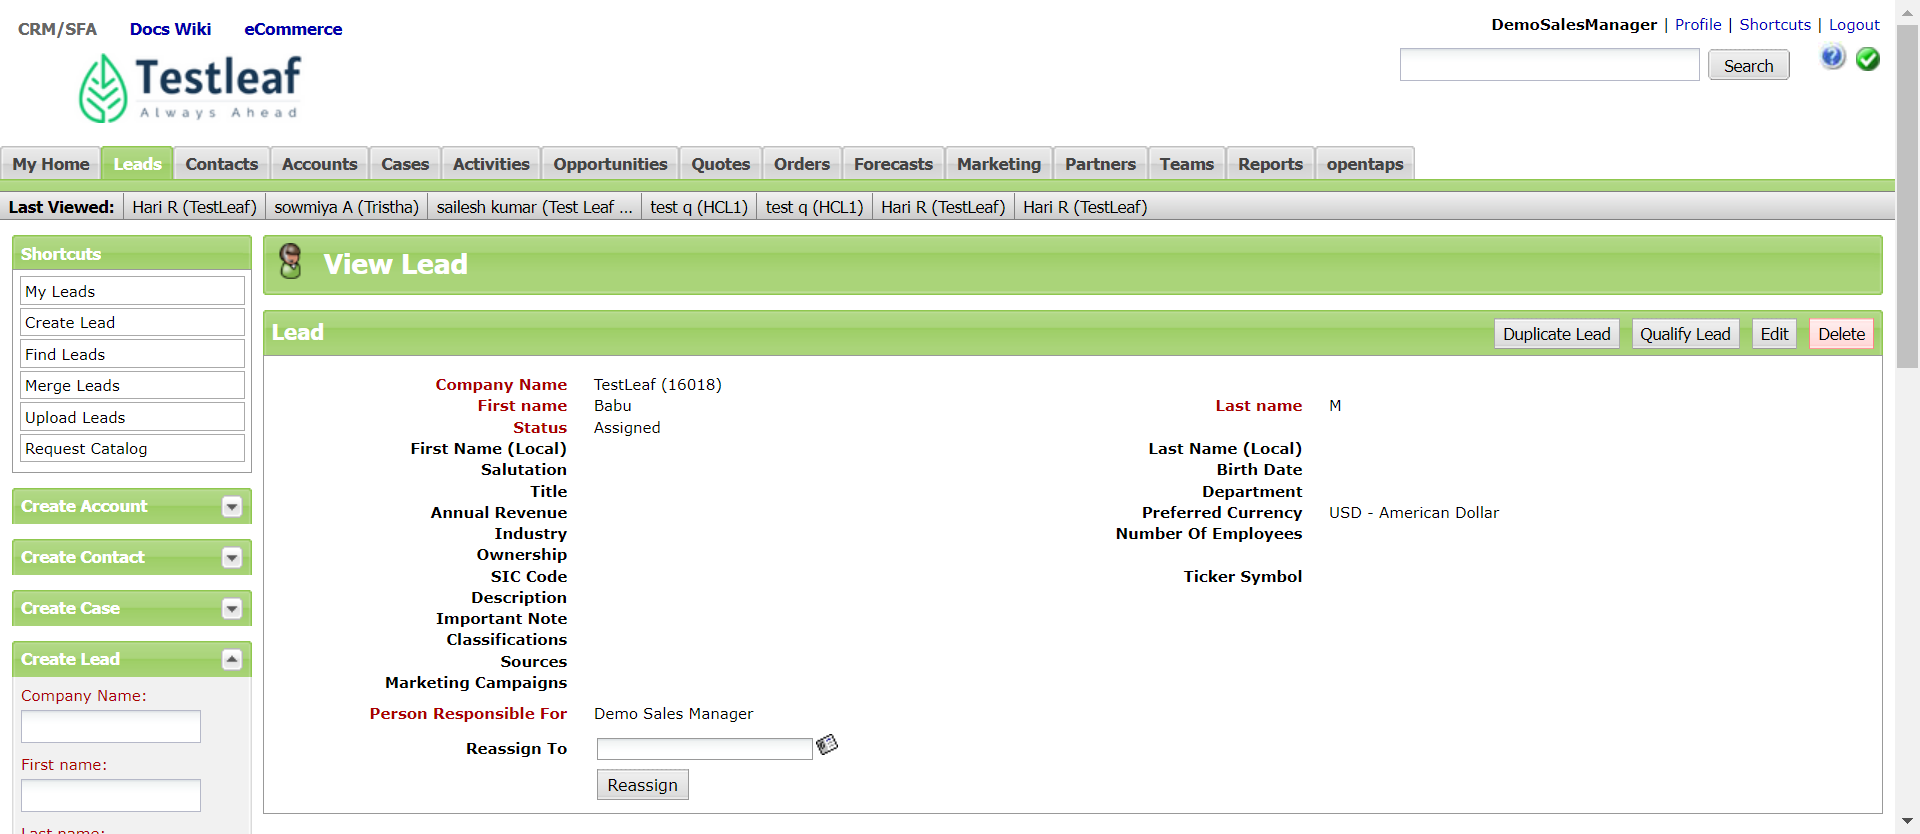 CRM/SFA Docs Wiki eCommerce
DemoSalesManager | Profile | Shortcuts | Logout
Testleaf
Always Ahead
Search
My Home Leads Contacts Accounts Cases Activities Opportunities Quotes Orders Forecasts Marketing Partners Teams Reports opentaps
Last Viewed: Hari R (TestLeaf) sowmiya A (Tristha) sailesh kumar (Test Leaf ... test q (HCL1) test q (HCL1) Hari R (TestLeaf) Hari R (TestLeaf)
Shortcuts
My Leads
Create Lead
Find Leads
Merge Leads
Upload Leads
Request Catalog
Create Account
Create Contact
Create Case
Create Lead
Company Name:
First name:
Last name:
View Lead
Lead
Duplicate Lead Qualify Lead Edit Delete
Company Name TestLeaf (16018)
First name Babu Last name M
Status Assigned
First Name (Local) Last Name (Local)
Salutation Birth Date
Title Department
Annual Revenue Preferred Currency USD - American Dollar
Industry Number Of Employees
Ownership
SIC Code Ticker Symbol
Description
Important Note
Classifications
Sources
Marketing Campaigns
Person Responsible For Demo Sales Manager
Reassign To
Reassign